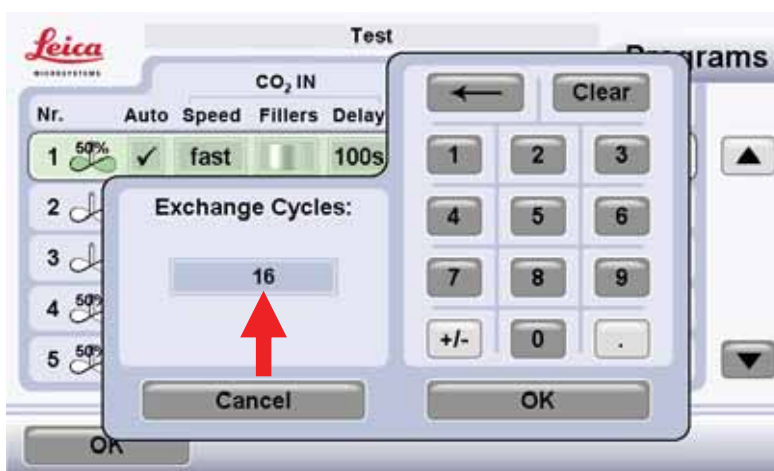 Leica
MICROSYSTEMS
Test
Programs
CO₂ IN
Nr. Auto Speed Fillers Delay
1 50% ✓ fast 100s
2
3
4 50%
5 50%
Exchange Cycles:
16
Cancel
← Clear
1 2 3
4 5 6
7 8 9
+/- 0 .
OK
OK